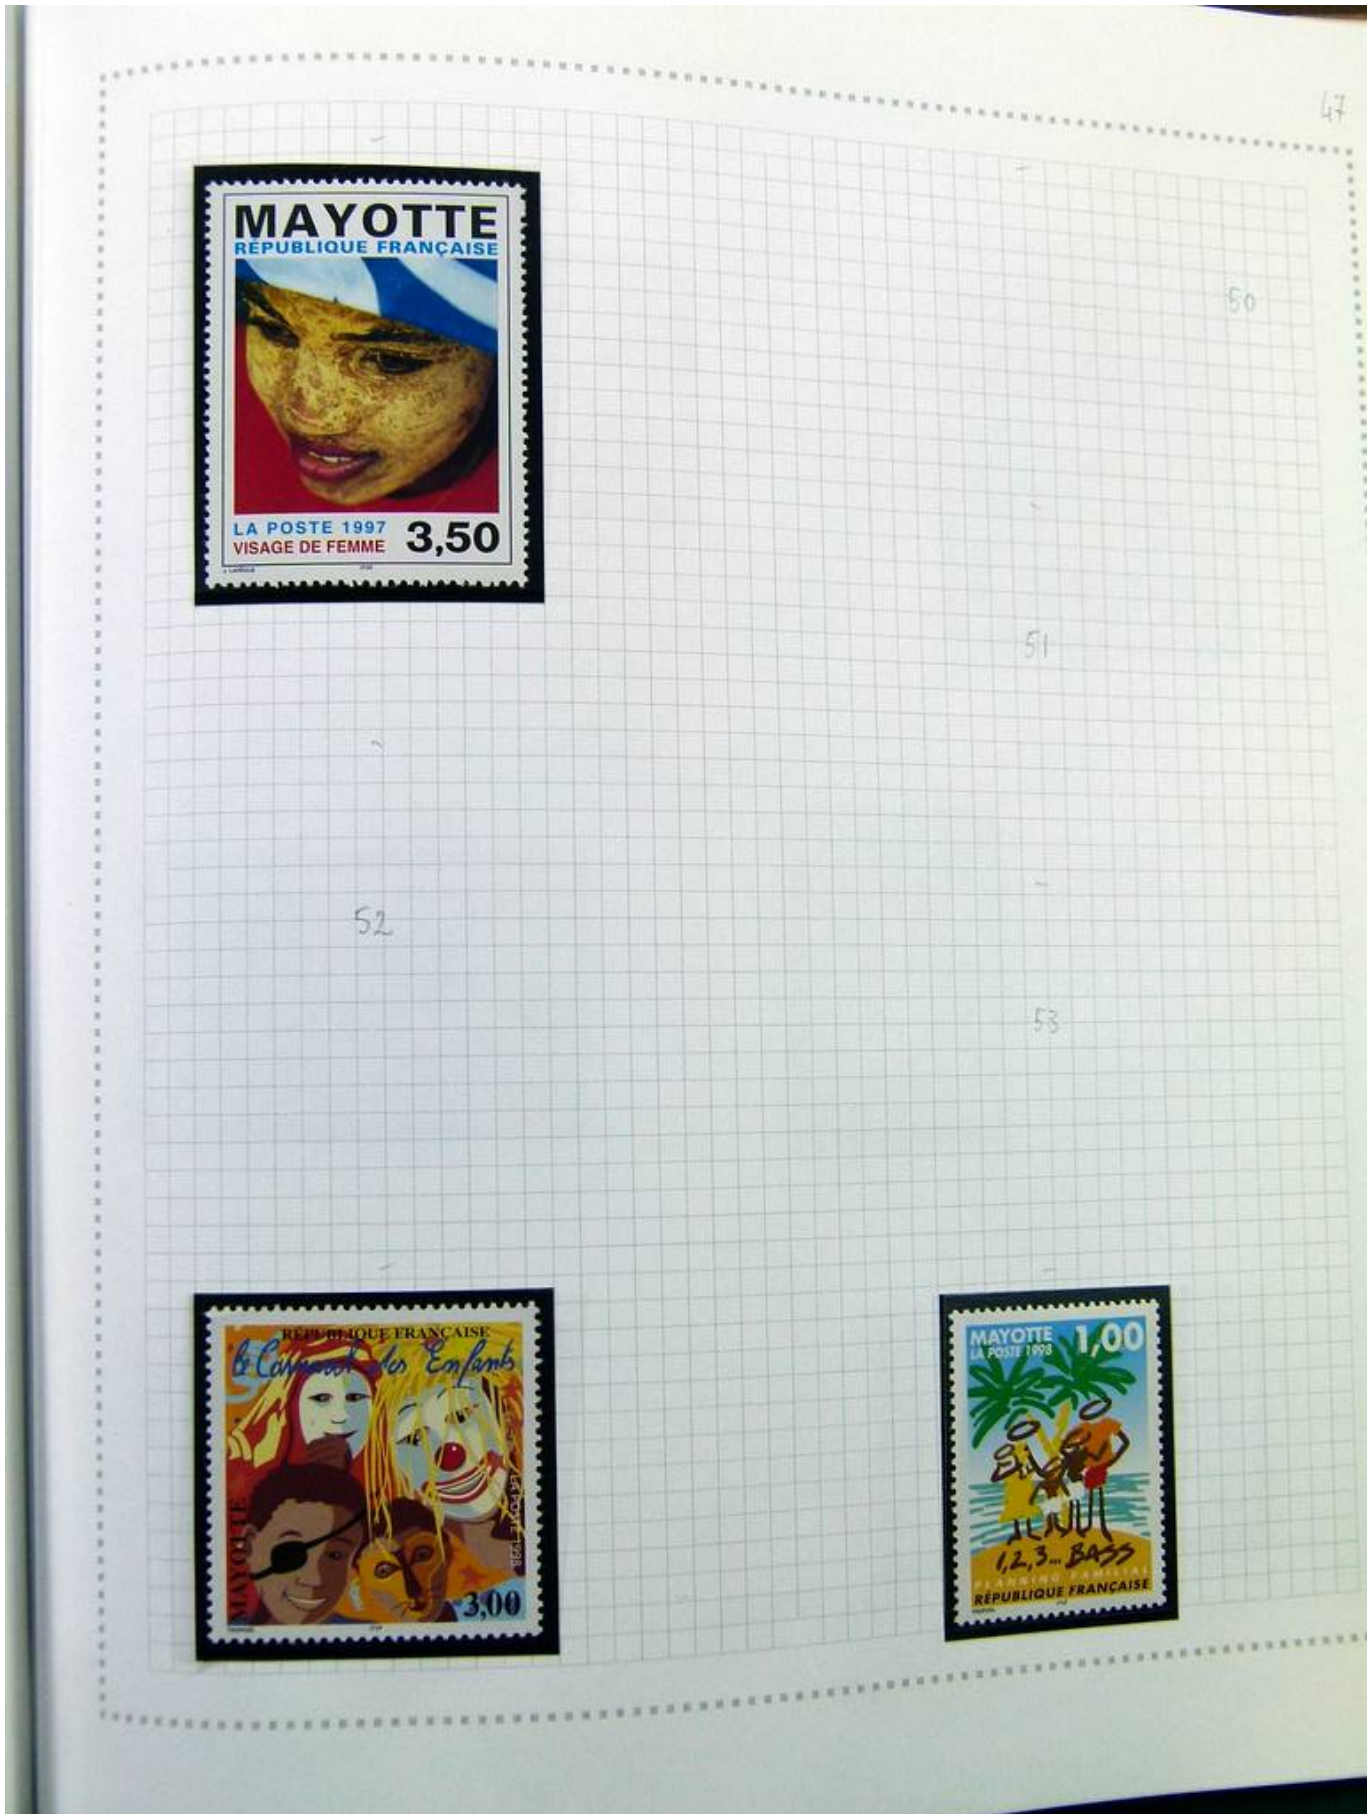 47
MAYOTTE
RÉPUBLIQUE FRANÇAISE
LA POSTE 1997
VISAGE DE FEMME 3,50
50
51
52
53
RÉPUBLIQUE FRANÇAISE
Le Carnaval des Enfants
MAYOTTE
LA POSTE 1998
3,00
MAYOTTE 1,00
LA POSTE 1998
1,2,3... BASS
PLANNING FAMILIAL
RÉPUBLIQUE FRANÇAISE